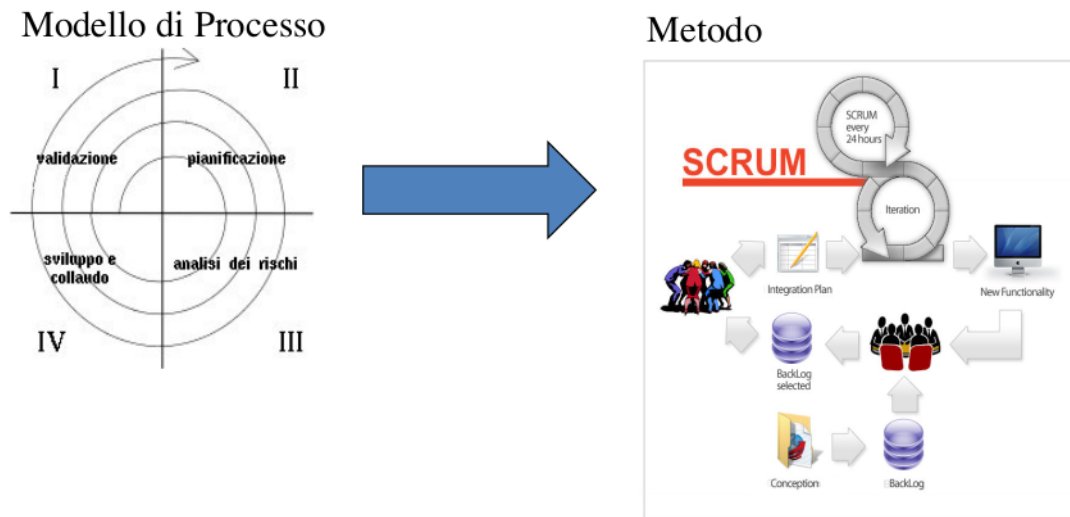 Modello di Processo
I
II
validazione
pianificazione
sviluppo e
collaudo
analisi dei rischi
IV
III
Metodo
SCRUM
every
24 hours
SCRUM
Iteration
Integration Plan
New Functionality
BackLog
selected
Conception
BackLog